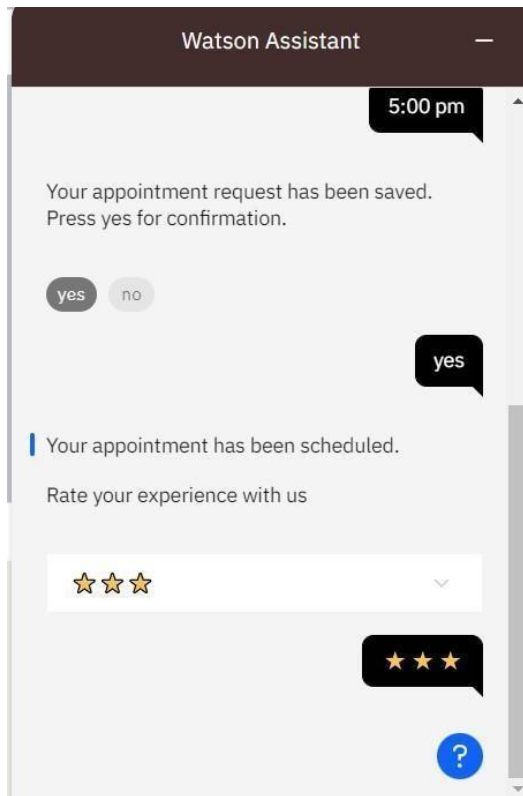 Watson Assistant
5:00 pm
Your appointment request has been saved.
Press yes for confirmation.
yes no
yes
Your appointment has been scheduled.
Rate your experience with us
?